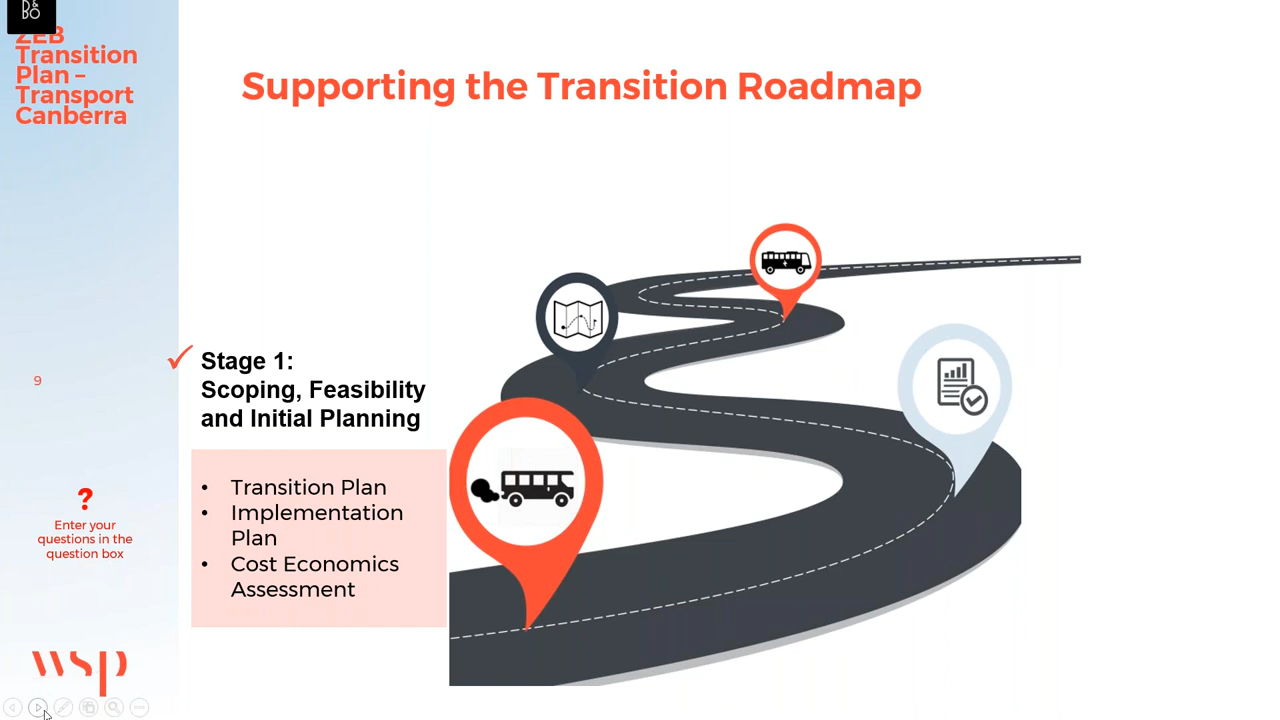 D&
BO
ZEB
Transition
Plan –
Transport
Canberra
Supporting the Transition Roadmap
Stage 1:
Scoping, Feasibility
and Initial Planning
• Transition Plan
• Implementation
Plan
• Cost Economics
Assessment
9
?
Enter your
questions in the
question box
wsp